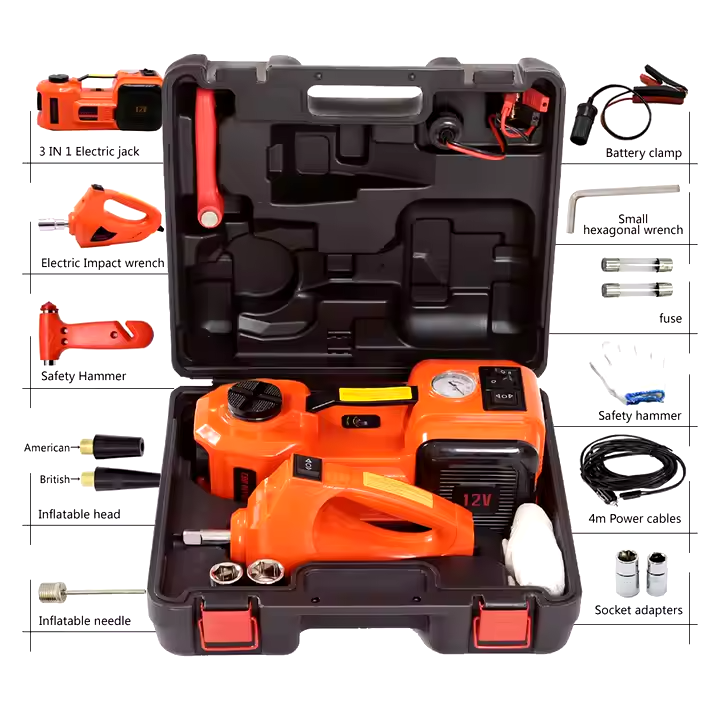 12V
3 IN 1 Electric jack
Electric Impact wrench
Safety Hammer
American
British
Inflatable head
Inflatable needle
Battery clamp
Small
hexagonal wrench
fuse
Safety hammer
4m Power cables
Socket adapters
12V